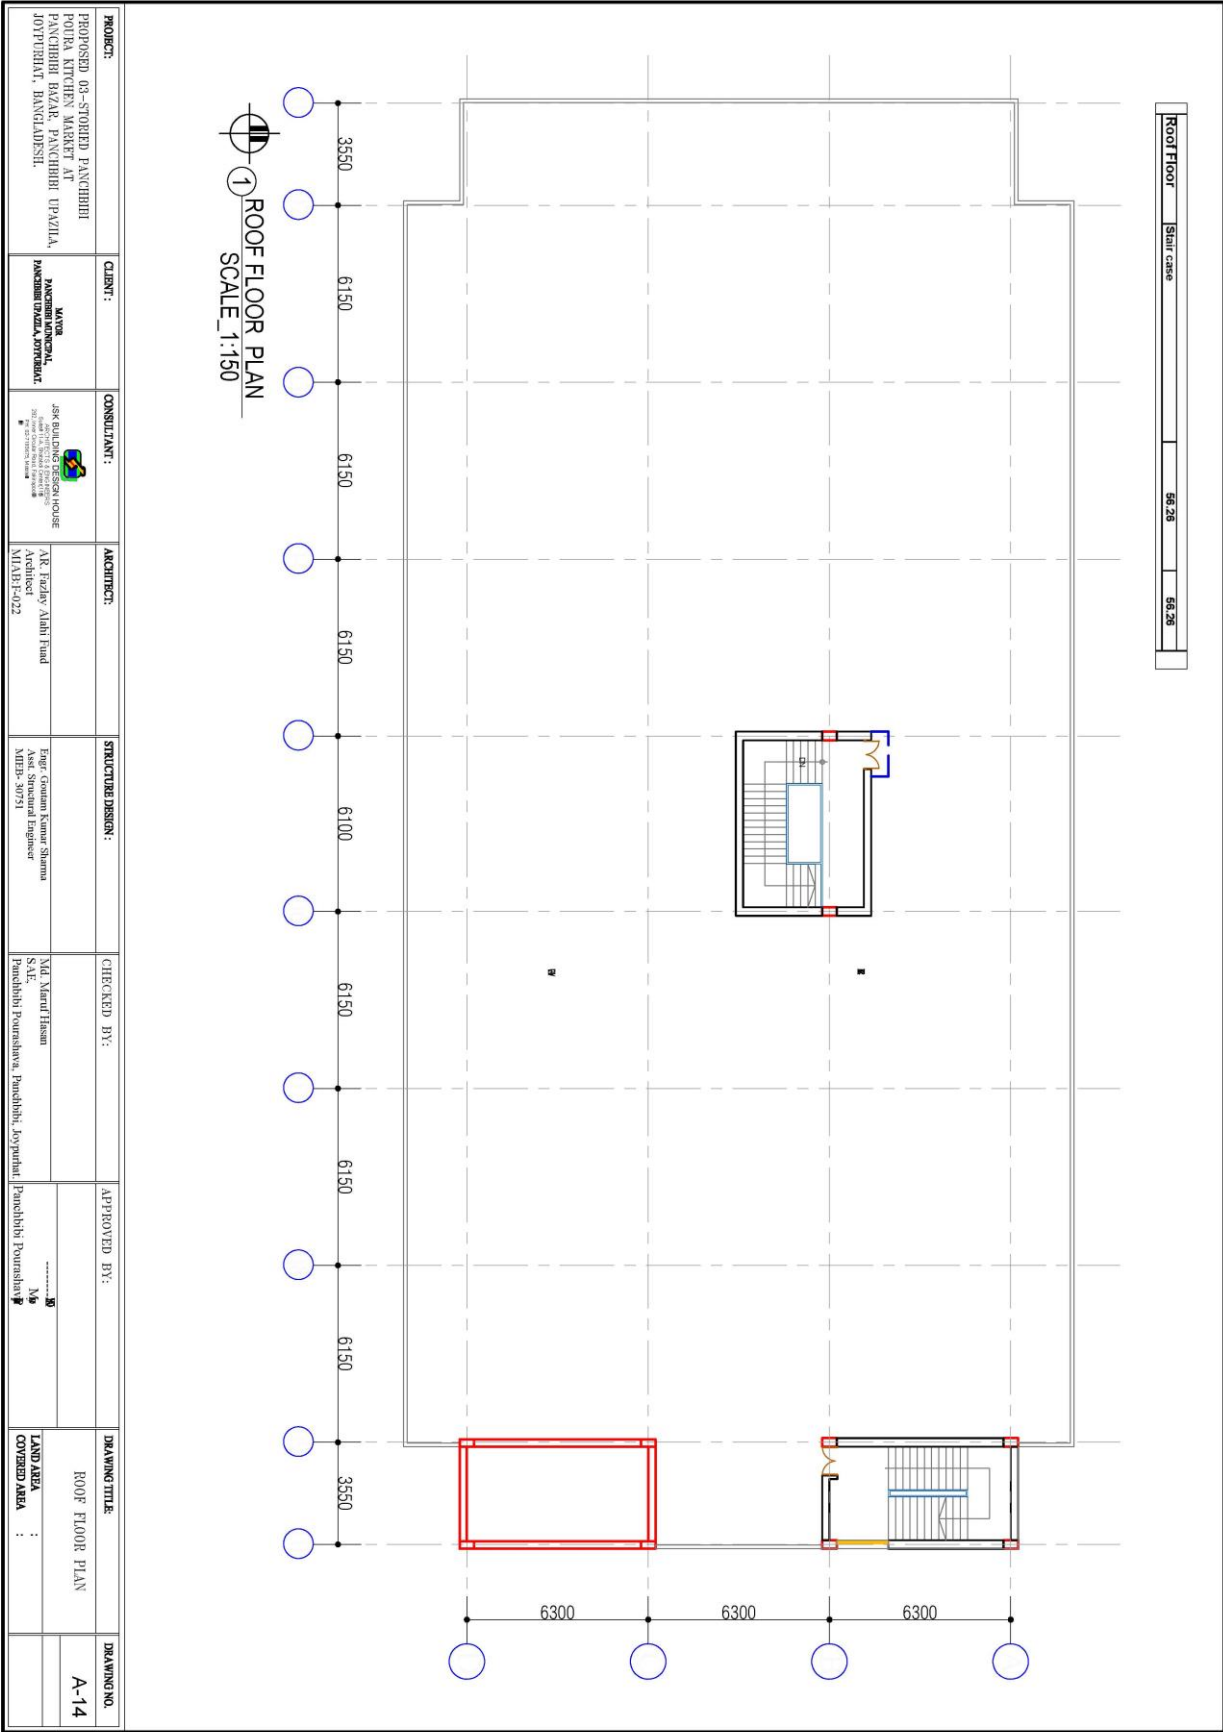 Roof Floor Stair case 56.26 56.26
3550
6150
6150
6150
6100
6150
6150
6150
3550
6300
6300
6300
DN
1 ROOF FLOOR PLAN
SCALE_1:150
PROJECT:
PROPOSED 03-STORIED PANCHBIBI
POURA KITCHEN MARKET AT
PANCHBIBI BAZAR, PANCHBIBI UPAZILA,
JOYPURHAT, BANGLADESH.
CLIENT :
MAYOR
PANCHBIBI MUNICIPAL,
PANCHBIBI UPAZILA, JOYPURHAT.
CONSULTANT :
JSK BUILDING DESIGN HOUSE
ARCHITECTS & ENGINEERS
ARCHITECT:
AR. Fazlay Alahi Fuad
Architect
MIAB:F-022
STRUCTURE DESIGN :
Engr. Goutam Kumar Sharma
Asst. Structural Engineer
MIEB- 30751
CHECKED BY:
Md. Maruf Hasan
SAE,
Panchbibi Pourashava, Panchbibi, Joypurhat.
APPROVED BY:
Panchbibi Pourashava
DRAWING TITLE:
ROOF FLOOR PLAN
LAND AREA :
COVERED AREA :
DRAWING NO.
A-14